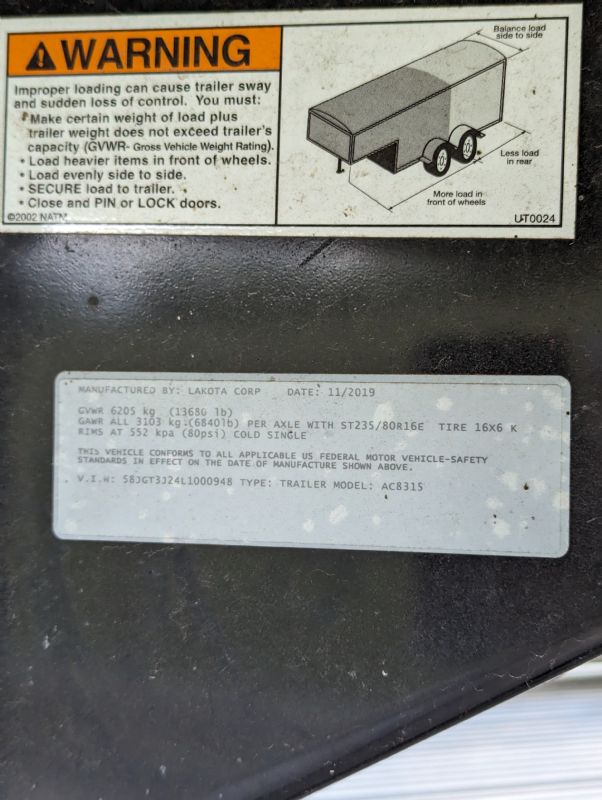 WARNING
Improper loading can cause trailer sway
and sudden loss of control. You must:
• Make certain weight of load plus
trailer weight does not exceed trailer's
capacity (GVWR- Gross Vehicle Weight Rating).
• Load heavier items in front of wheels.
• Load evenly side to side.
• SECURE load to trailer.
• Close and PIN or LOCK doors.
©2002 NATM
Balance load
side to side
Less load
in rear
More load in
front of wheels
UT0024
MANUFACTURED BY: LAKOTA CORP DATE: 11/2019
GVWR 6205 kg (13680 lb)
GAWR ALL 3103 kg.(6840lb) PER AXLE WITH ST235/80R16E TIRE 16x6 K
RIMS AT 552 kpa (80psi) COLD SINGLE
THIS VEHICLE CONFORMS TO ALL APPLICABLE US FEDERAL MOTOR VEHICLE-SAFETY
STANDARDS IN EFFECT ON THE DATE OF MANUFACTURE SHOWN ABOVE.
V.I.N: 58JGT3J24L1000948 TYPE: TRAILER MODEL: AC8315